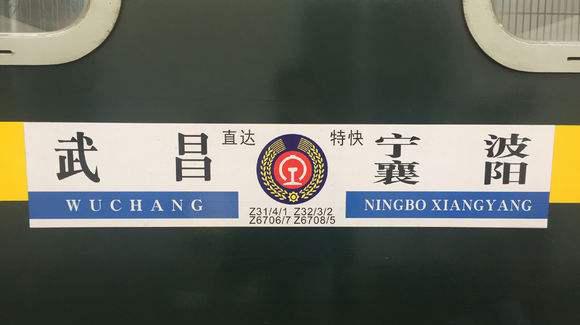 武昌
WUCHANG
直达 特快
Z31/4/1 Z32/3/2
Z6706/7 Z6708/5
宁波
襄阳
NINGBO XIANGYANG